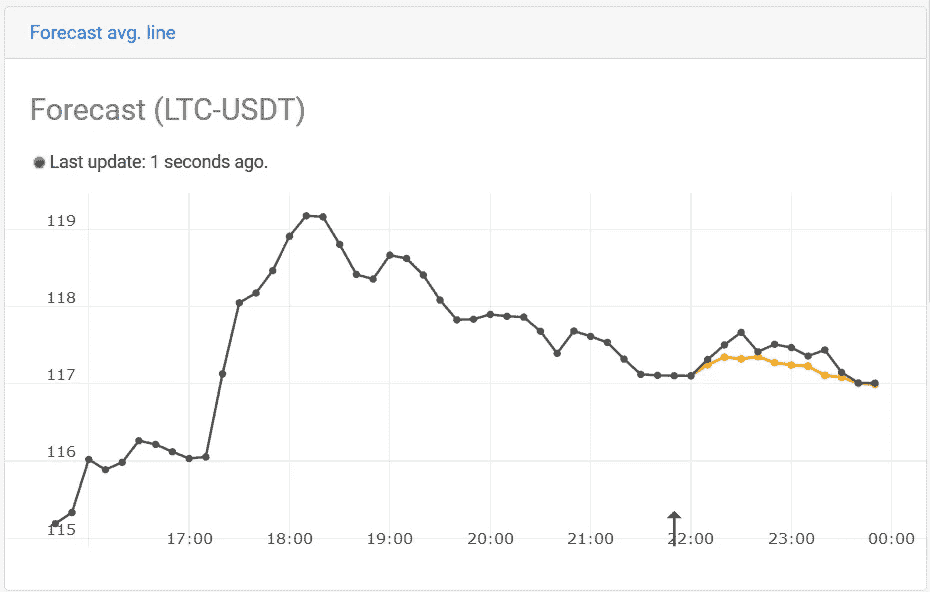 Forecast avg. line
Forecast (LTC-USDT)
Last update: 1 seconds ago.
119
118
117
116
115
17:00 18:00 19:00 20:00 21:00 22:00 23:00 00:00